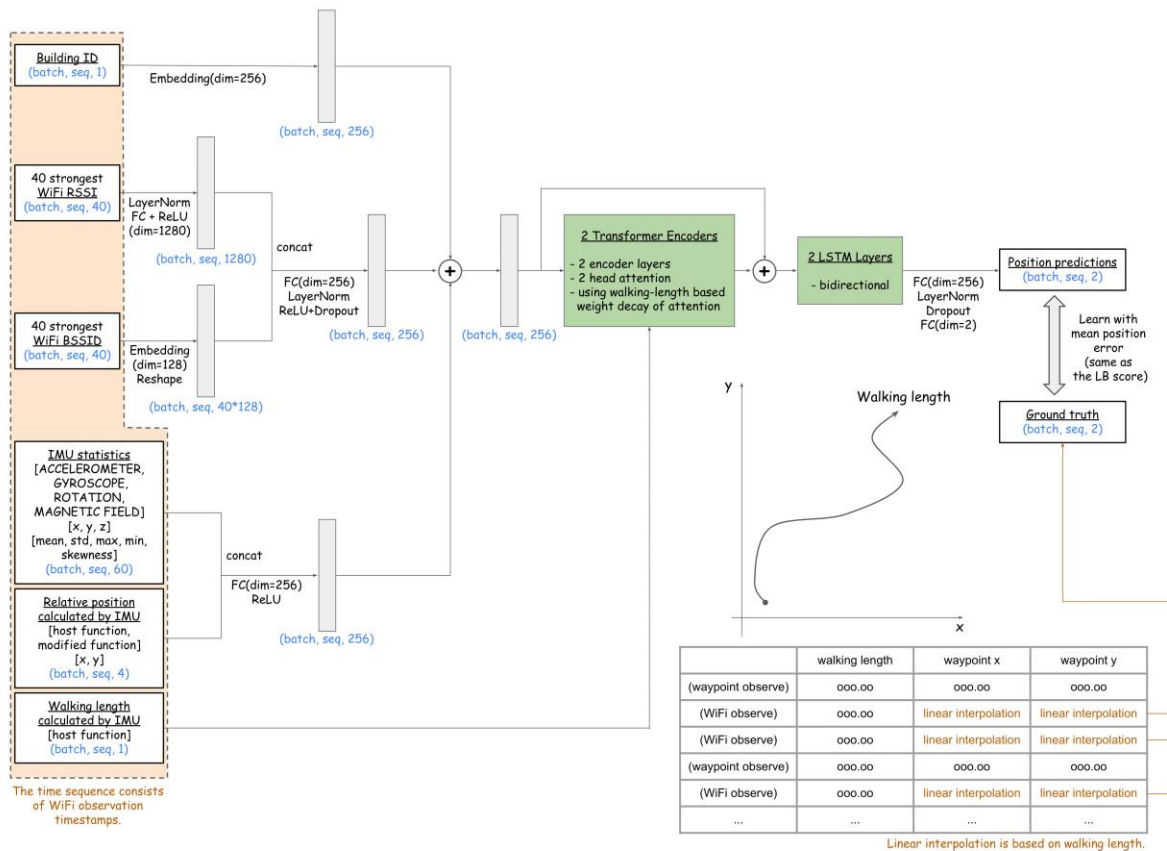 Building ID
(batch, seq, 1)
Embedding(dim=256)
(batch, seq, 256)
40 strongest
WiFi RSSI
(batch, seq, 40)
LayerNorm
FC + ReLU
(dim=1280)
(batch, seq, 1280)
concat
FC(dim=256)
LayerNorm
ReLU+Dropout
(batch, seq, 256)
+
(batch, seq, 256)
40 strongest
WiFi BSSID
(batch, seq, 40)
Embedding
(dim=128)
Reshape
(batch, seq, 40*128)
2 Transformer Encoders
- 2 encoder layers
- 2 head attention
- using walking-length based
weight decay of attention
+
2 LSTM Layers
- bidirectional
FC(dim=256)
LayerNorm
Dropout
FC(dim=2)
Position predictions
(batch, seq, 2)
Learn with
mean position
error
(same as
the LB score)
Ground truth
(batch, seq, 2)
IMU statistics
[ACCELEROMETER,
GYROSCOPE,
ROTATION,
MAGNETIC FIELD]
[x, y, z]
[mean, std, max, min,
skewness]
(batch, seq, 60)
concat
FC(dim=256)
ReLU
(batch, seq, 256)
Relative position
calculated by IMU
[host function,
modified function]
[x, y]
(batch, seq, 4)
Walking length
calculated by IMU
[host function]
(batch, seq, 1)
The time sequence consists
of WiFi observation
timestamps.
y
Walking length
x
walking length waypoint x waypoint y
(waypoint observe) ooo.oo ooo.oo ooo.oo
(WiFi observe) ooo.oo linear interpolation linear interpolation
(WiFi observe) ooo.oo linear interpolation linear interpolation
(waypoint observe) ooo.oo ooo.oo ooo.oo
(WiFi observe) ooo.oo linear interpolation linear interpolation
... ... ... ...
Linear interpolation is based on walking length.